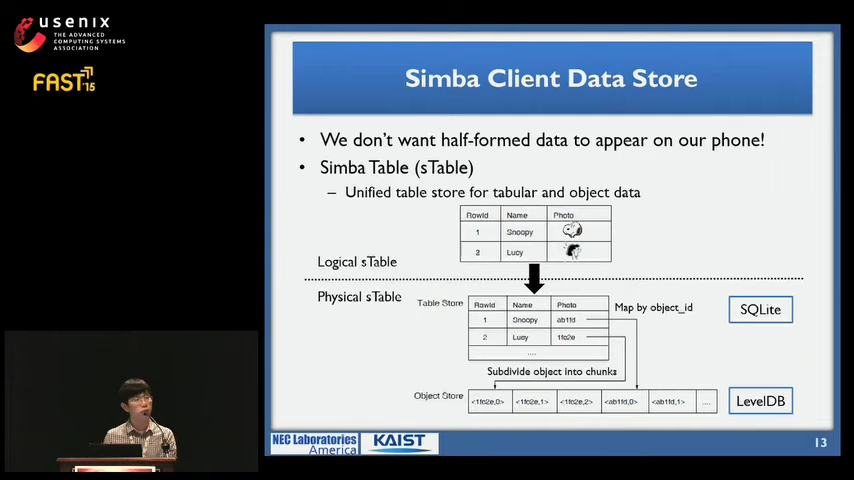 usenix
THE ADVANCED
COMPUTING SYSTEMS
ASSOCIATION
FAST '15
Simba Client Data Store
• We don't want half-formed data to appear on our phone!
• Simba Table (sTable)
– Unified table store for tabular and object data
RowId Name Photo
1 Snoopy
2 Lucy
Logical sTable
Physical sTable
Table Store
RowId Name Photo
1 Snoopy ab1fd
2 Lucy 1fc2e
....
Map by object_id
SQLite
Subdivide object into chunks
Object Store
<1fc2e,0> <1fc2e,1> <1fc2e,2> <ab1fd,0> <ab1fd,1> ....
LevelDB
NEC Laboratories
America
KAIST
13